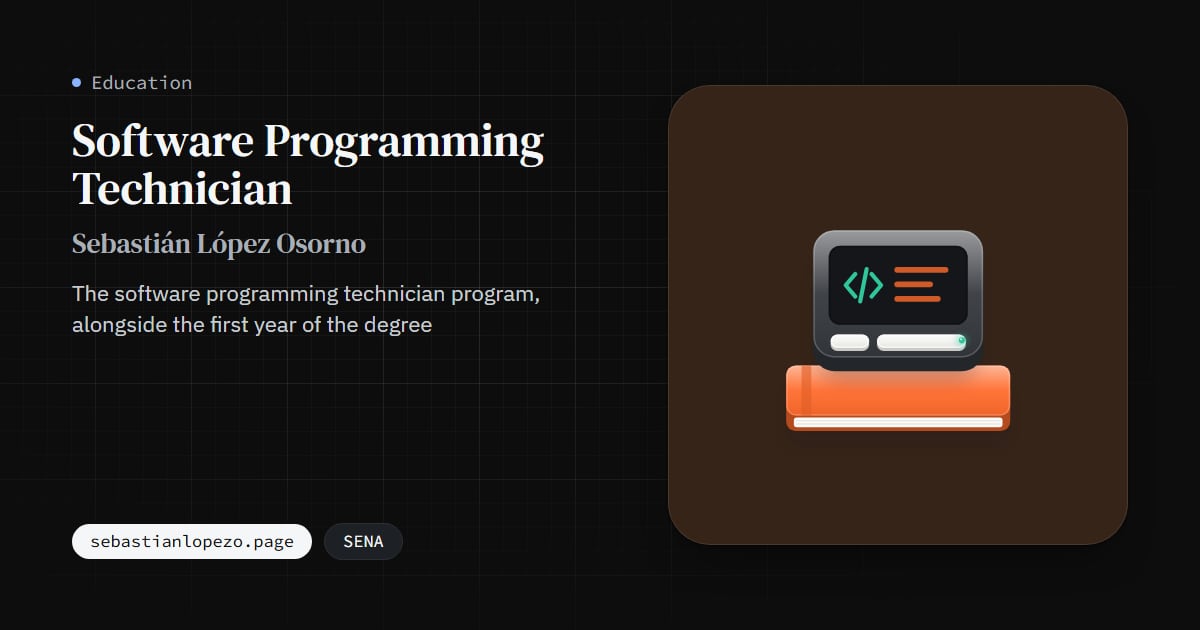 Education
Software Programming
Technician
Sebastián López Osorno
The software programming technician program,
alongside the first year of the degree
sebastianlopezo.page
SENA